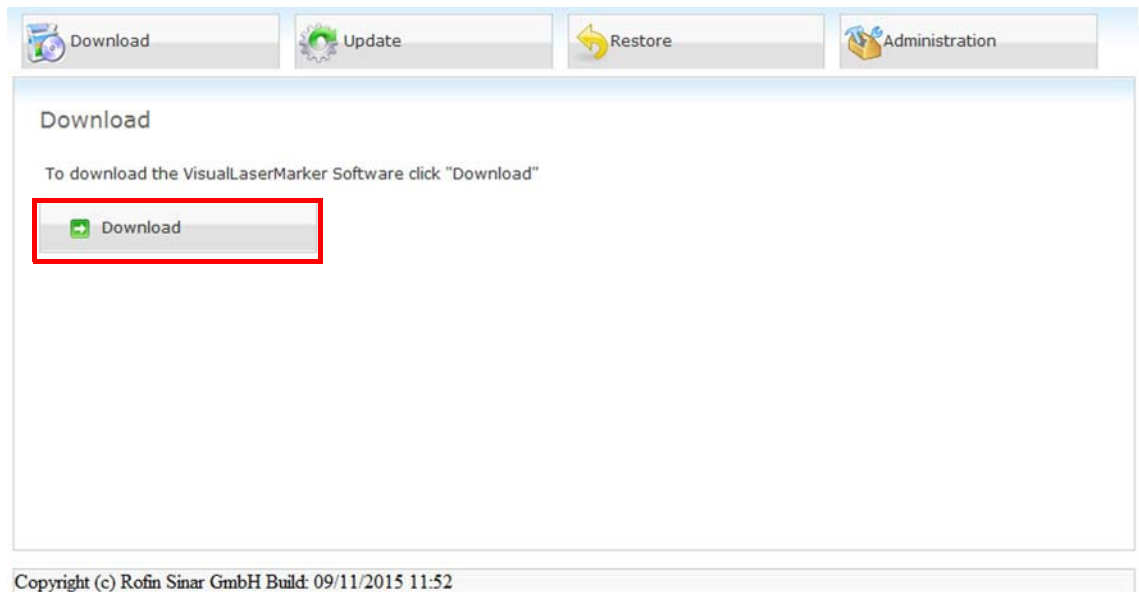 Download Update Restore Administration
Download
To download the VisualLaserMarker Software click "Download"
Download
Copyright (c) Rofin Sinar GmbH Build: 09/11/2015 11:52